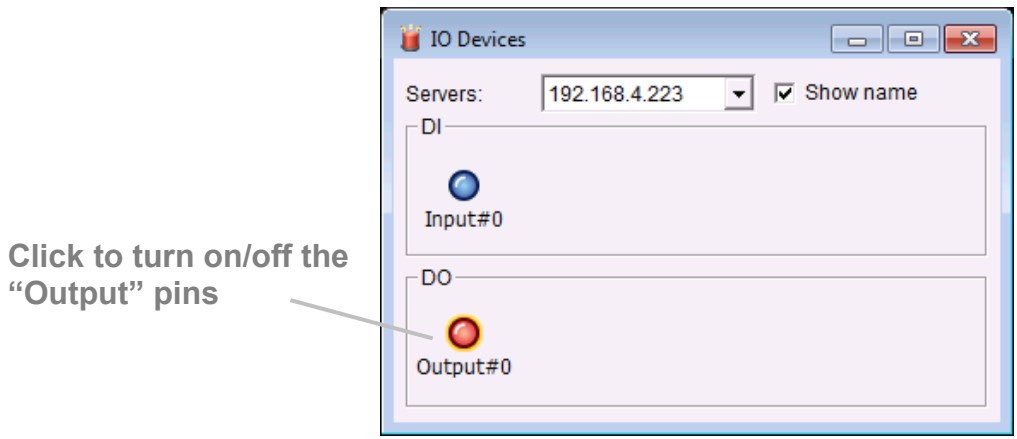 IO Devices
Servers:
192.168.4.223
Show name
DI
Input#0
Click to turn on/off the
“Output” pins
DO
Output#0